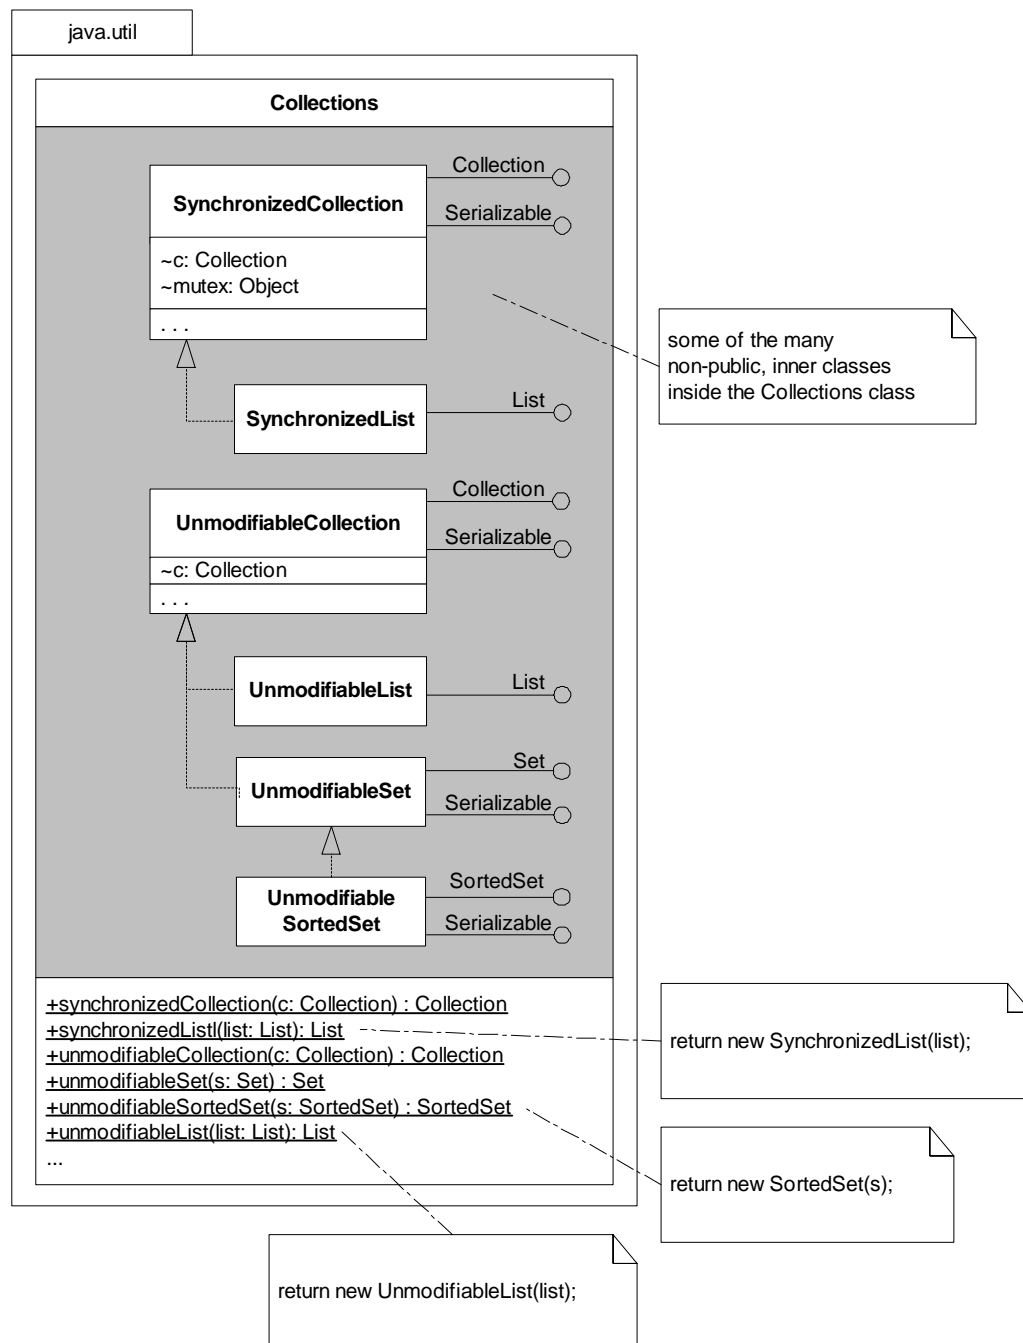 java.util
Collections
Collection
SynchronizedCollection
Serializable
~c: Collection
~mutex: Object
. . .
some of the many
non-public, inner classes
inside the Collections class
List
SynchronizedList
Collection
UnmodifiableCollection
Serializable
~c: Collection
. . .
UnmodifiableList
List
Set
UnmodifiableSet
Serializable
SortedSet
Unmodifiable
SortedSet
Serializable
+synchronizedCollection(c: Collection) : Collection
+synchronizedListl(list: List): List
+unmodifiableCollection(c: Collection) : Collection
+unmodifiableSet(s: Set) : Set
+unmodifiableSortedSet(s: SortedSet) : SortedSet
+unmodifiableList(list: List): List
...
return new SynchronizedList(list);
return new SortedSet(s);
return new UnmodifiableList(list);